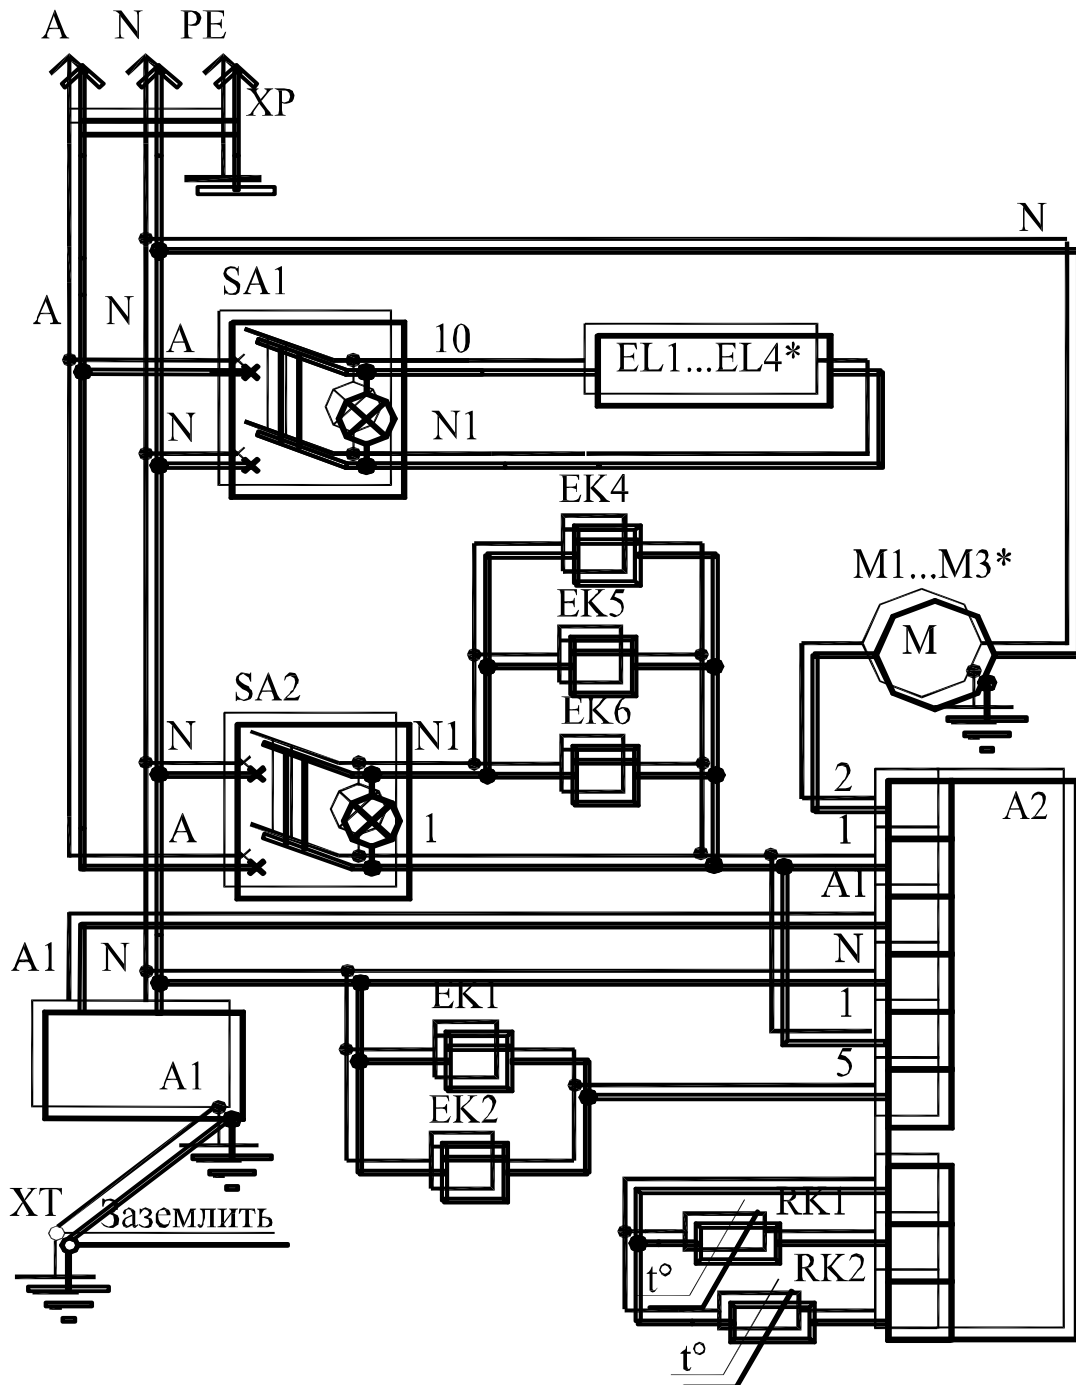 A N PE
XP
N
SA1
A N
A
10
EL1...EL4*
N
N1
EK4
M1...M3*
EK5
M
SA2
EK6
N
N1
2
A2
A
1
1
A1
A1 N
N
EK1
1
A1
5
EK2
XT
Заземлить
RK1
t°
RK2
t°